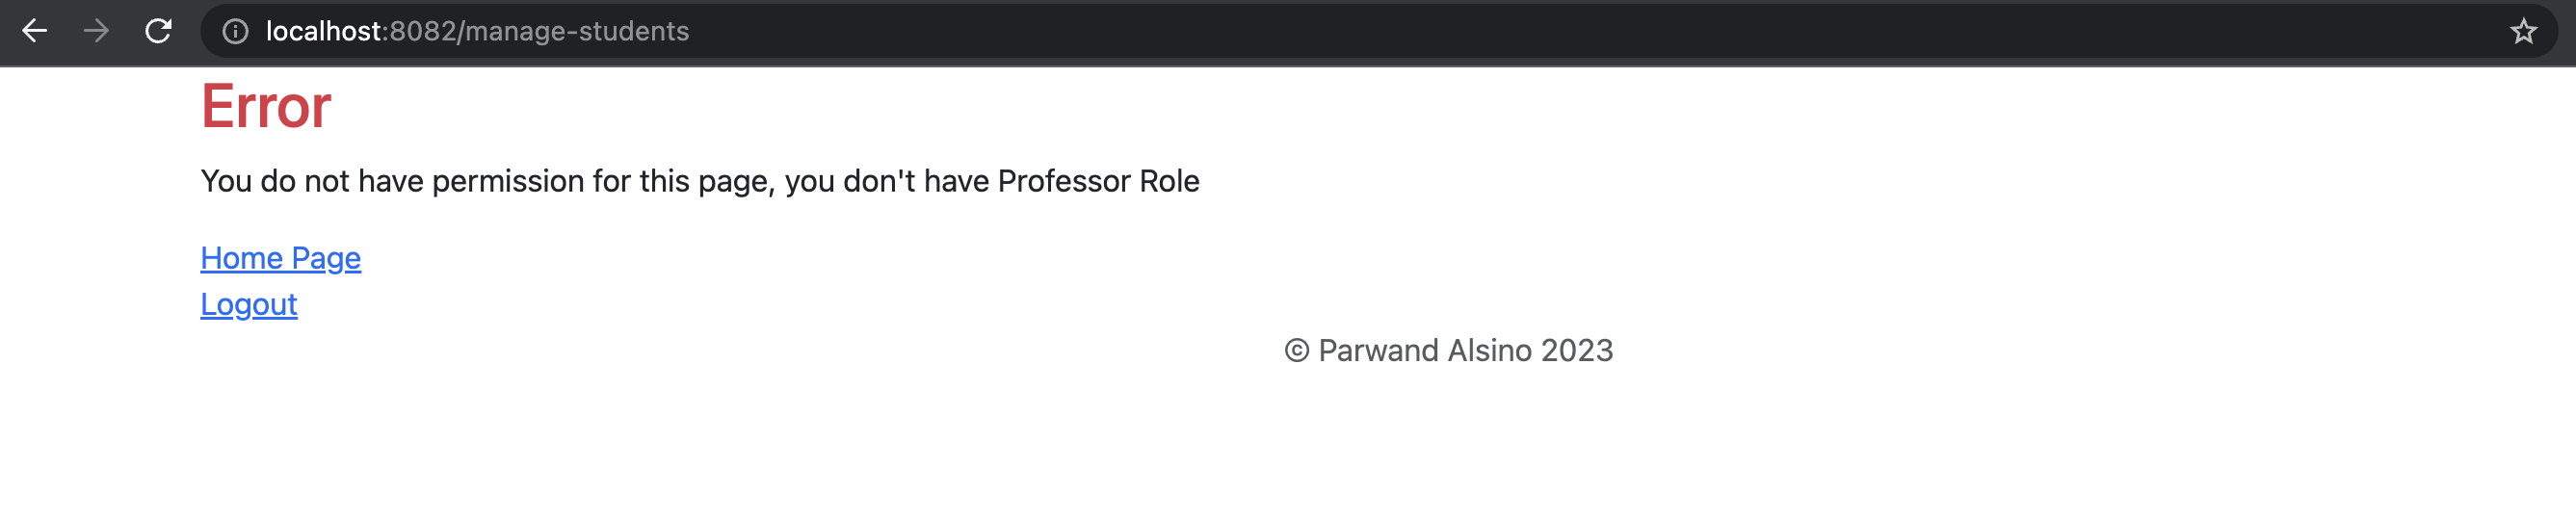 localhost:8082/manage-students
Error
You do not have permission for this page, you don't have Professor Role
Home Page
Logout
© Parwand Alsino 2023